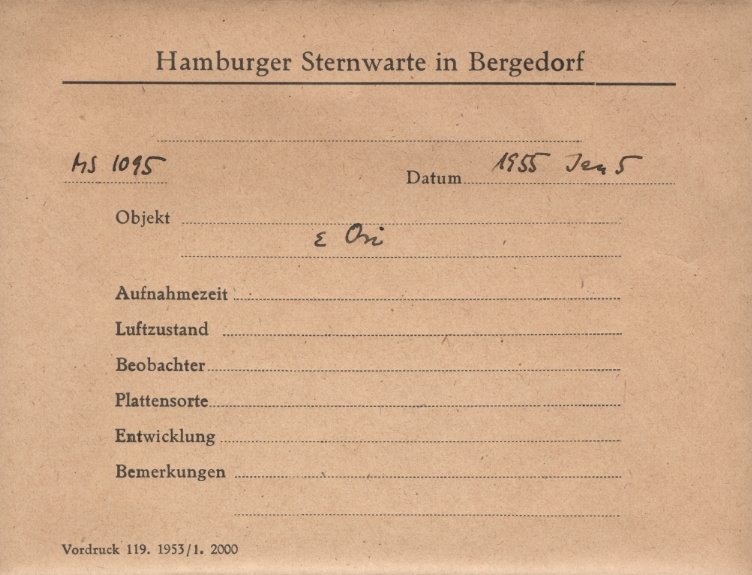 Hamburger Sternwarte in Bergedorf
MS 1095
Datum 1955 Jan 5
Objekt
ε Ori
Aufnahmezeit
Luftzustand
Beobachter
Plattensorte
Entwicklung
Bemerkungen
Vordruck 119. 1953/1. 2000